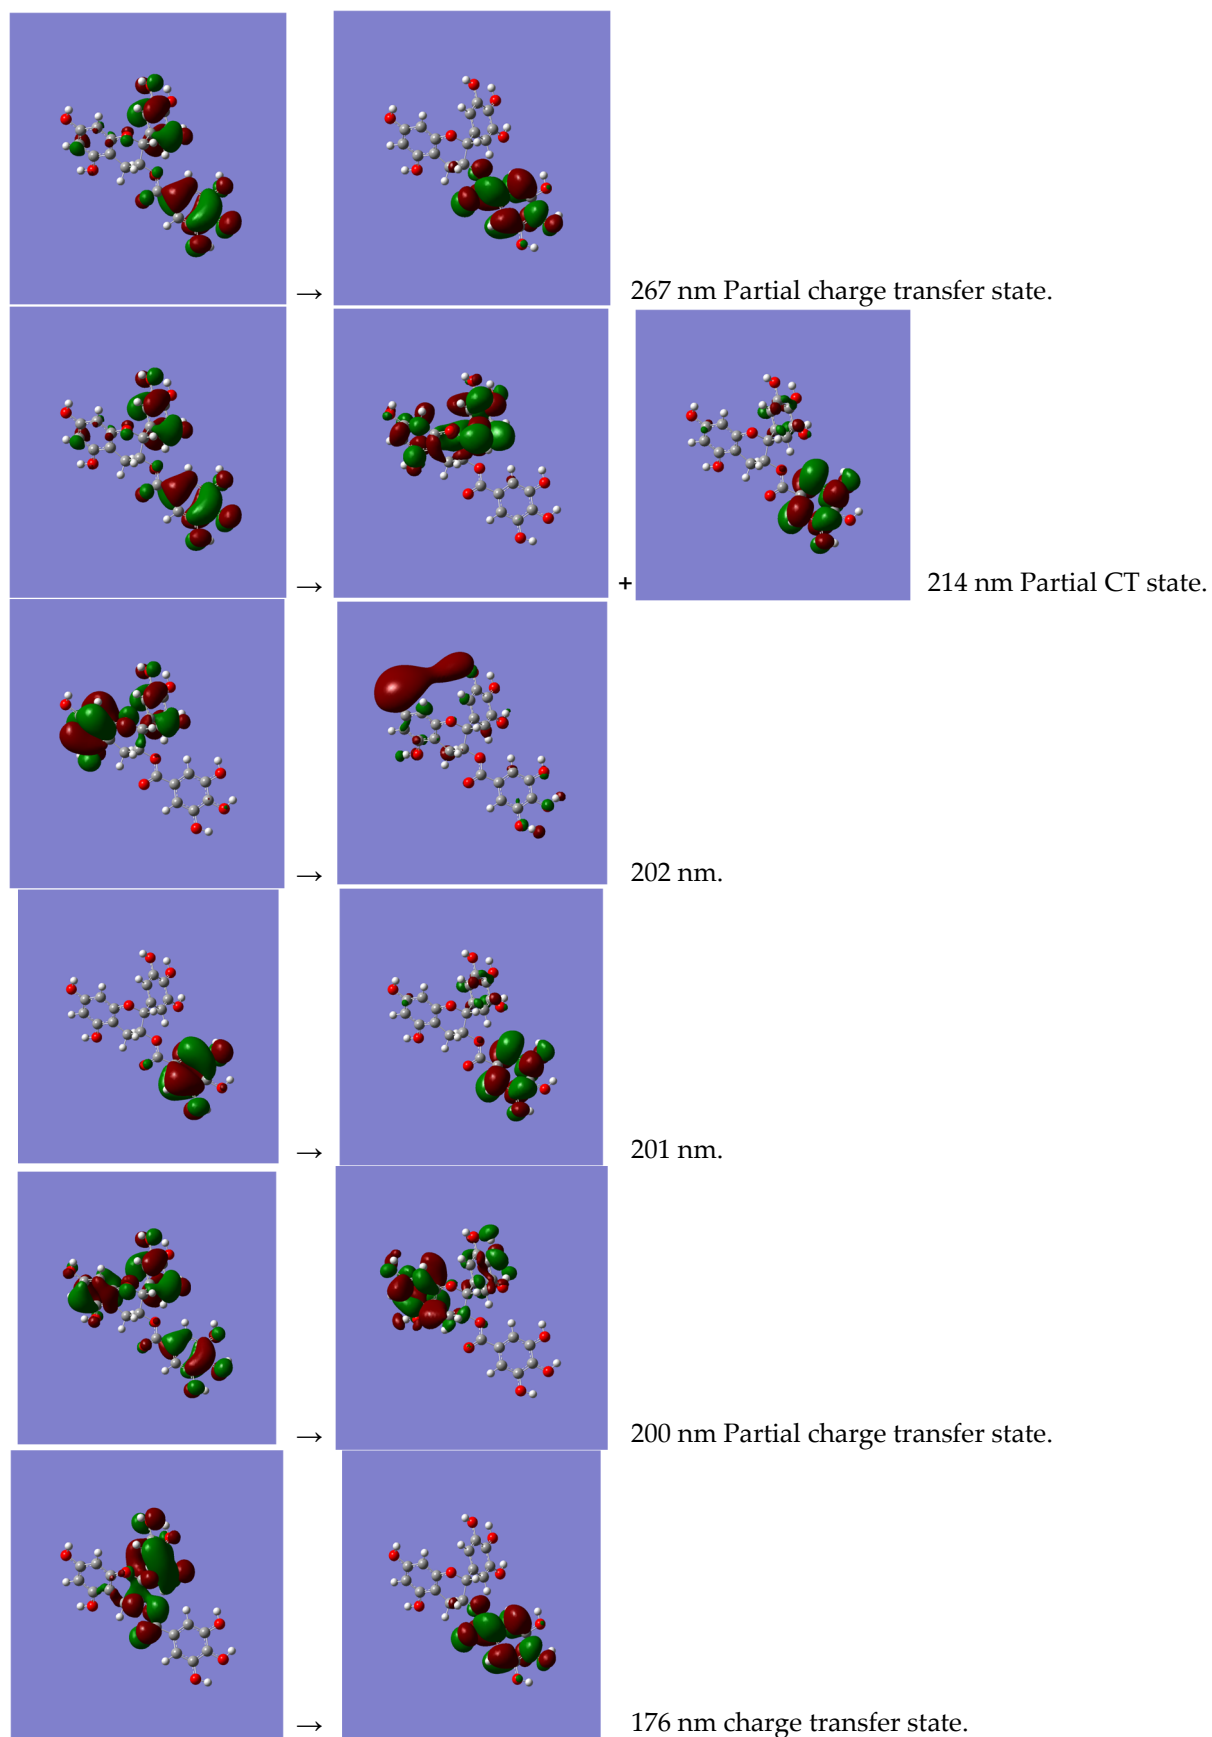 → 267 nm Partial charge transfer state.
→ + 214 nm Partial CT state.
→ 202 nm.
→ 201 nm.
→ 200 nm Partial charge transfer state.
→ 176 nm charge transfer state.